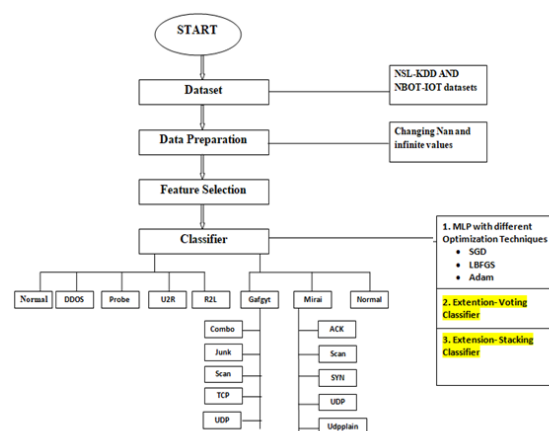 START
Dataset
NSL-KDD AND
NBOT-IOT datasets
Data Preparation
Changing Nan and
infinite values
Feature Selection
Classifier
1. MLP with different
Optimization Techniques
• SGD
• LBFGS
• Adam
2. Extention- Voting
Classifier
3. Extension- Stacking
Classifier
Normal
DDOS
Probe
U2R
R2L
Gafgyt
Mirai
Normal
Combo
Junk
Scan
TCP
UDP
ACK
Scan
SYN
UDP
Udpplain